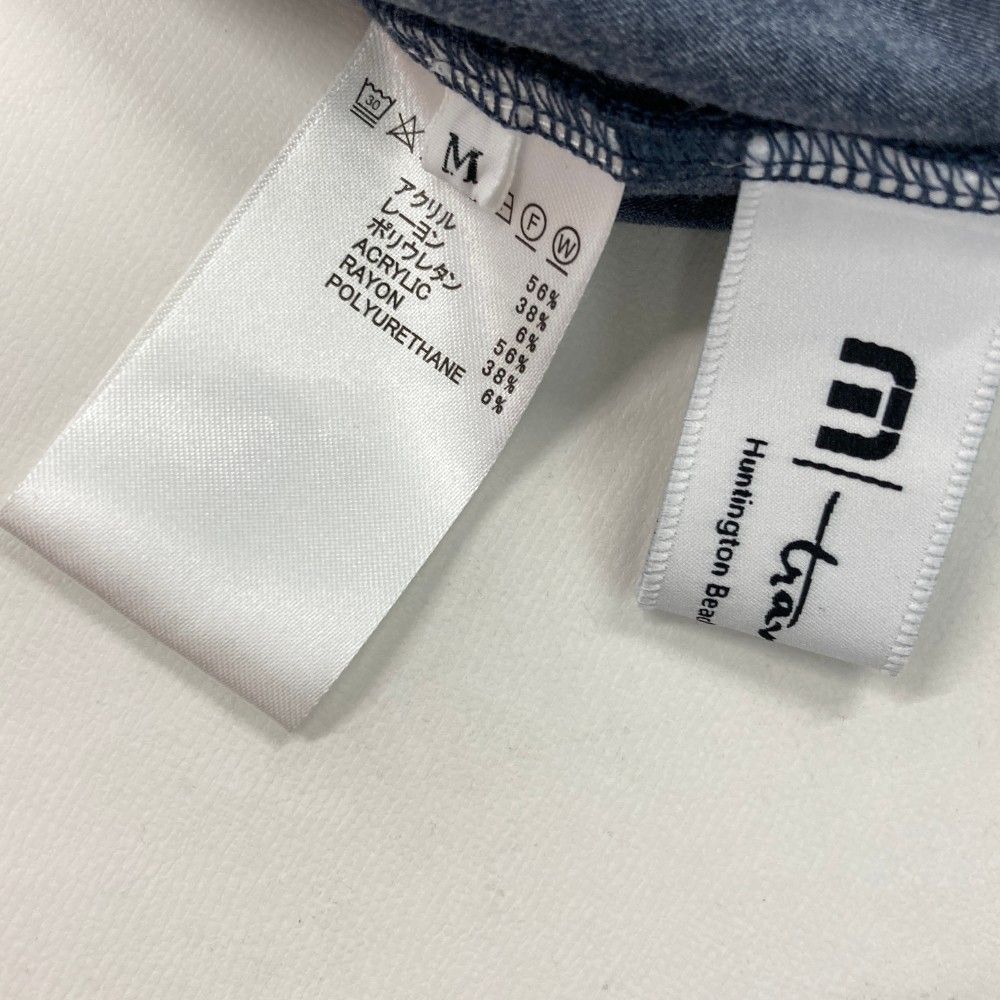 30
M
F
W
アクリル 56%
レーヨン 38%
ポリウレタン 6%
ACRYLIC 56%
RAYON 38%
POLYURETHANE 6%
Huntington